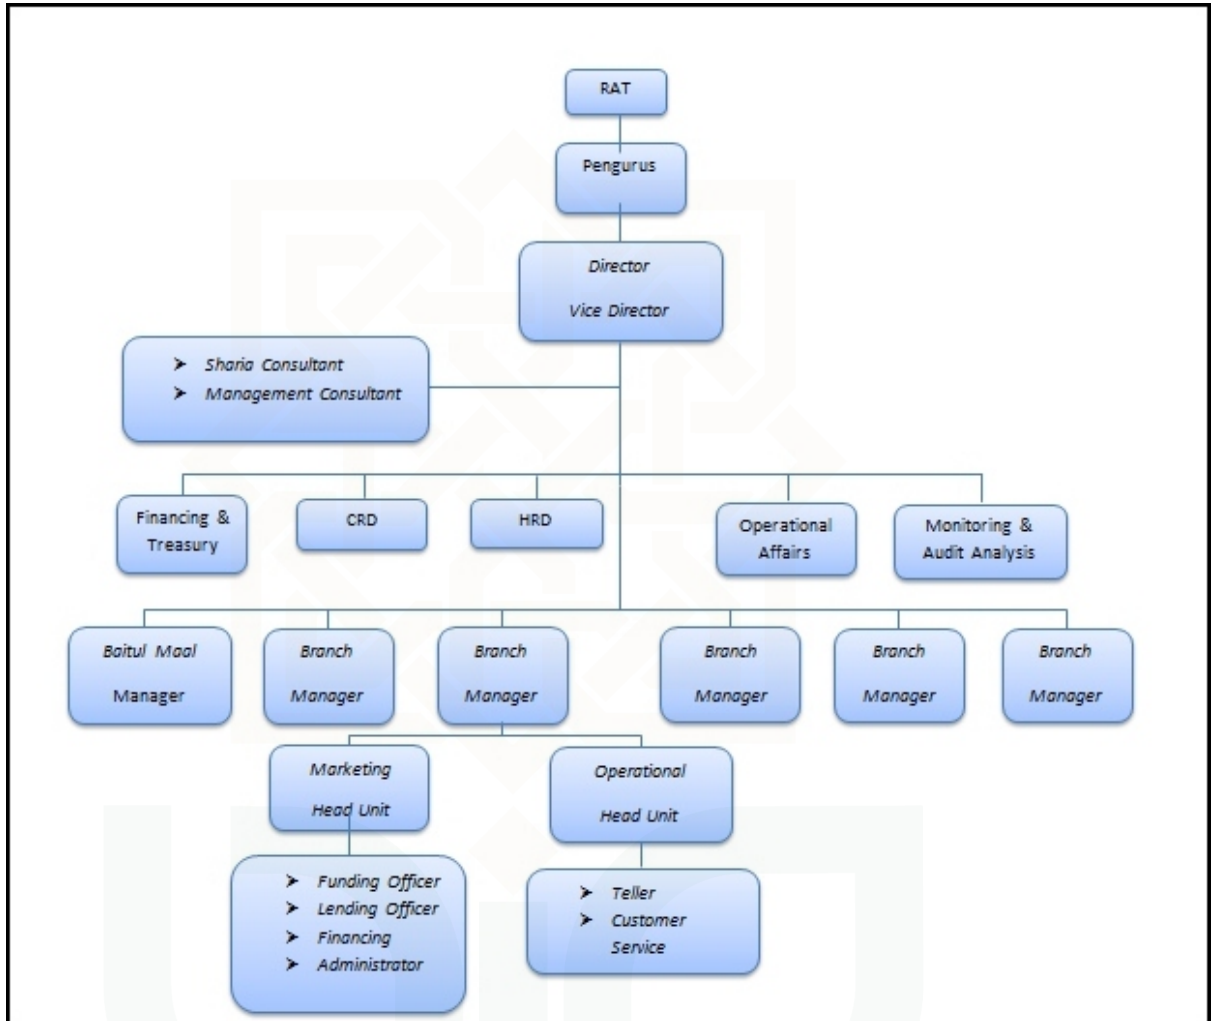 RAT
Pengurus
Director
Vice Director
➤ Sharia Consultant
➤ Management Consultant
Financing &
Treasury
CRD
HRD
Operational
Affairs
Monitoring &
Audit Analysis
Baitul Maal
Manager
Branch
Manager
Branch
Manager
Branch
Manager
Branch
Manager
Branch
Manager
Marketing
Head Unit
Operational
Head Unit
➤ Funding Officer
➤ Lending Officer
➤ Financing
➤ Administrator
➤ Teller
➤ Customer
Service